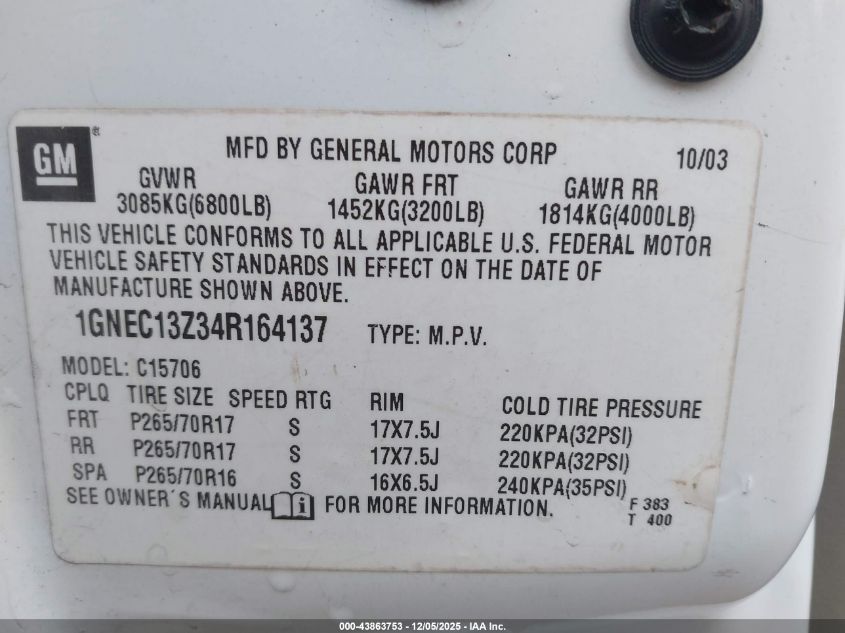 GM ®
MFD BY GENERAL MOTORS CORP 10/03
GVWR GAWR FRT GAWR RR
3085KG(6800LB) 1452KG(3200LB) 1814KG(4000LB)
THIS VEHICLE CONFORMS TO ALL APPLICABLE U.S. FEDERAL MOTOR
VEHICLE SAFETY STANDARDS IN EFFECT ON THE DATE OF
MANUFACTURE SHOWN ABOVE.
1GNEC13Z34R164137 TYPE: M.P.V.
MODEL: C15706
CPLQ TIRE SIZE SPEED RTG RIM COLD TIRE PRESSURE
FRT P265/70R17 S 17X7.5J 220KPA(32PSI)
RR P265/70R17 S 17X7.5J 220KPA(32PSI)
SPA P265/70R16 S 16X6.5J 240KPA(35PSI)
SEE OWNER'S MANUAL i FOR MORE INFORMATION.
F 383
T 400
000-43863753 - 12/05/2025 - IAA Inc.